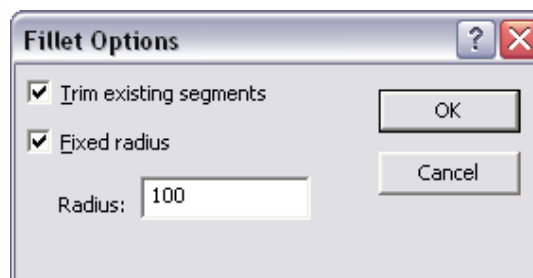 Fillet Options
Trim existing segments
OK
Fixed radius
Cancel
Radius: 100